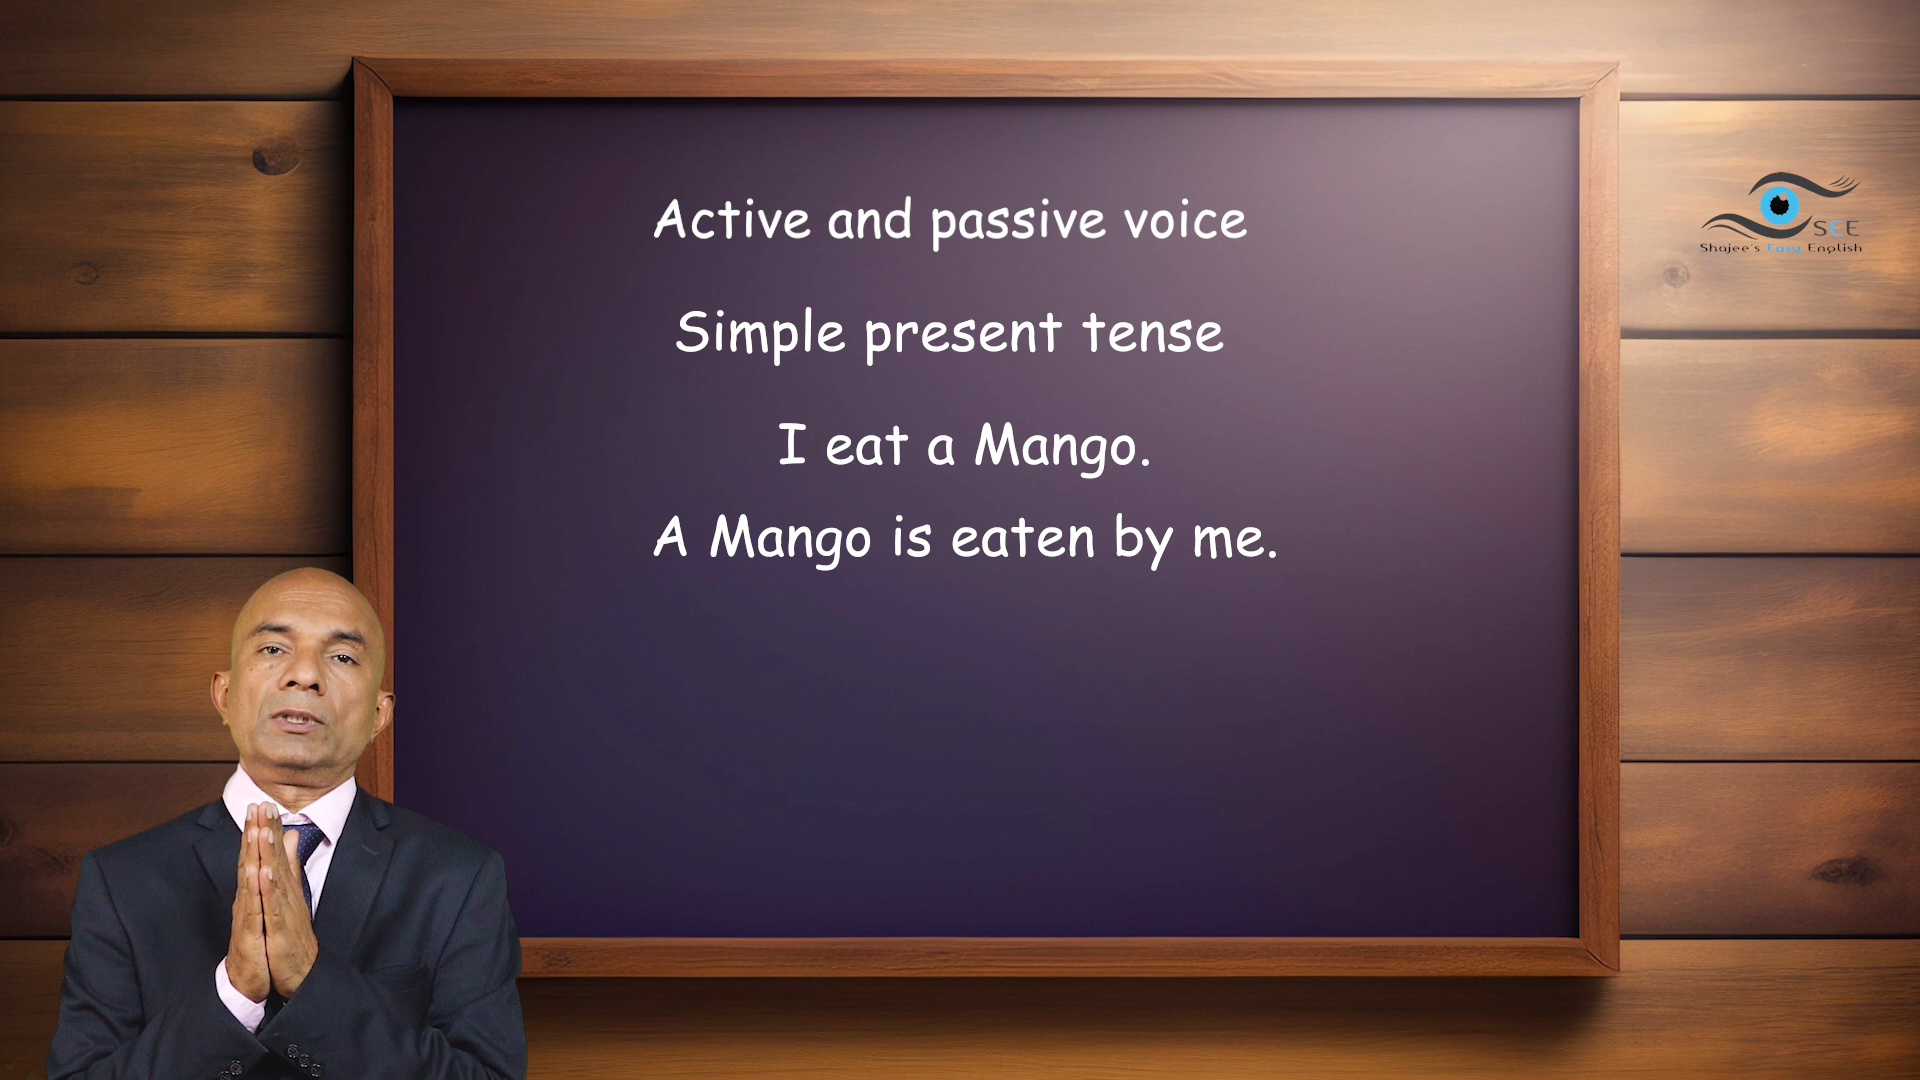 Active and passive voice
Simple present tense
I eat a Mango.
A Mango is eaten by me.
SEE
Shajee's Easy English